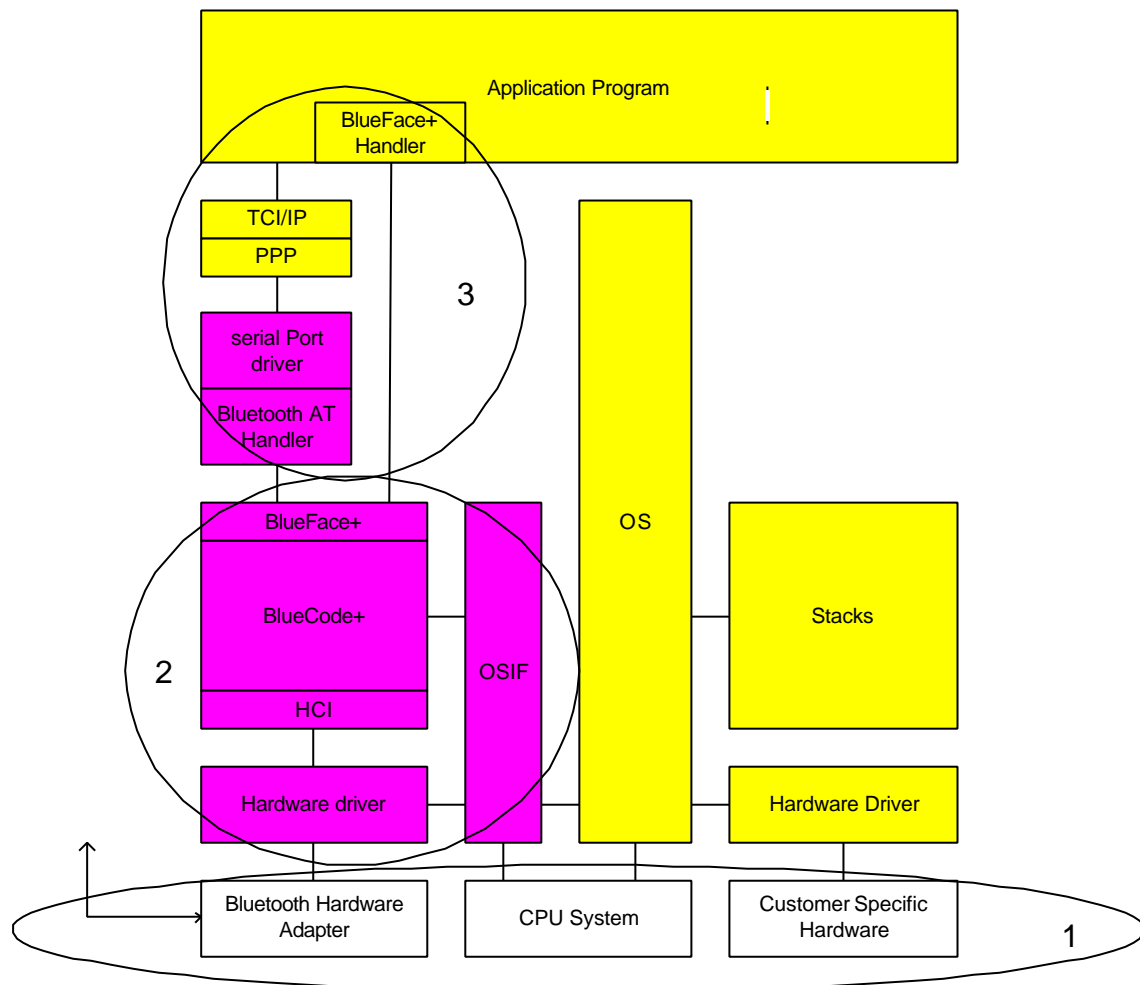 Application Program
BlueFace+
Handler
TCI/IP
PPP
3
serial Port
driver
Bluetooth AT
Handler
BlueFace+
OS
BlueCode+
Stacks
2
OSIF
HCI
Hardware driver
Hardware Driver
Bluetooth Hardware
Adapter
CPU System
Customer Specific
Hardware
1